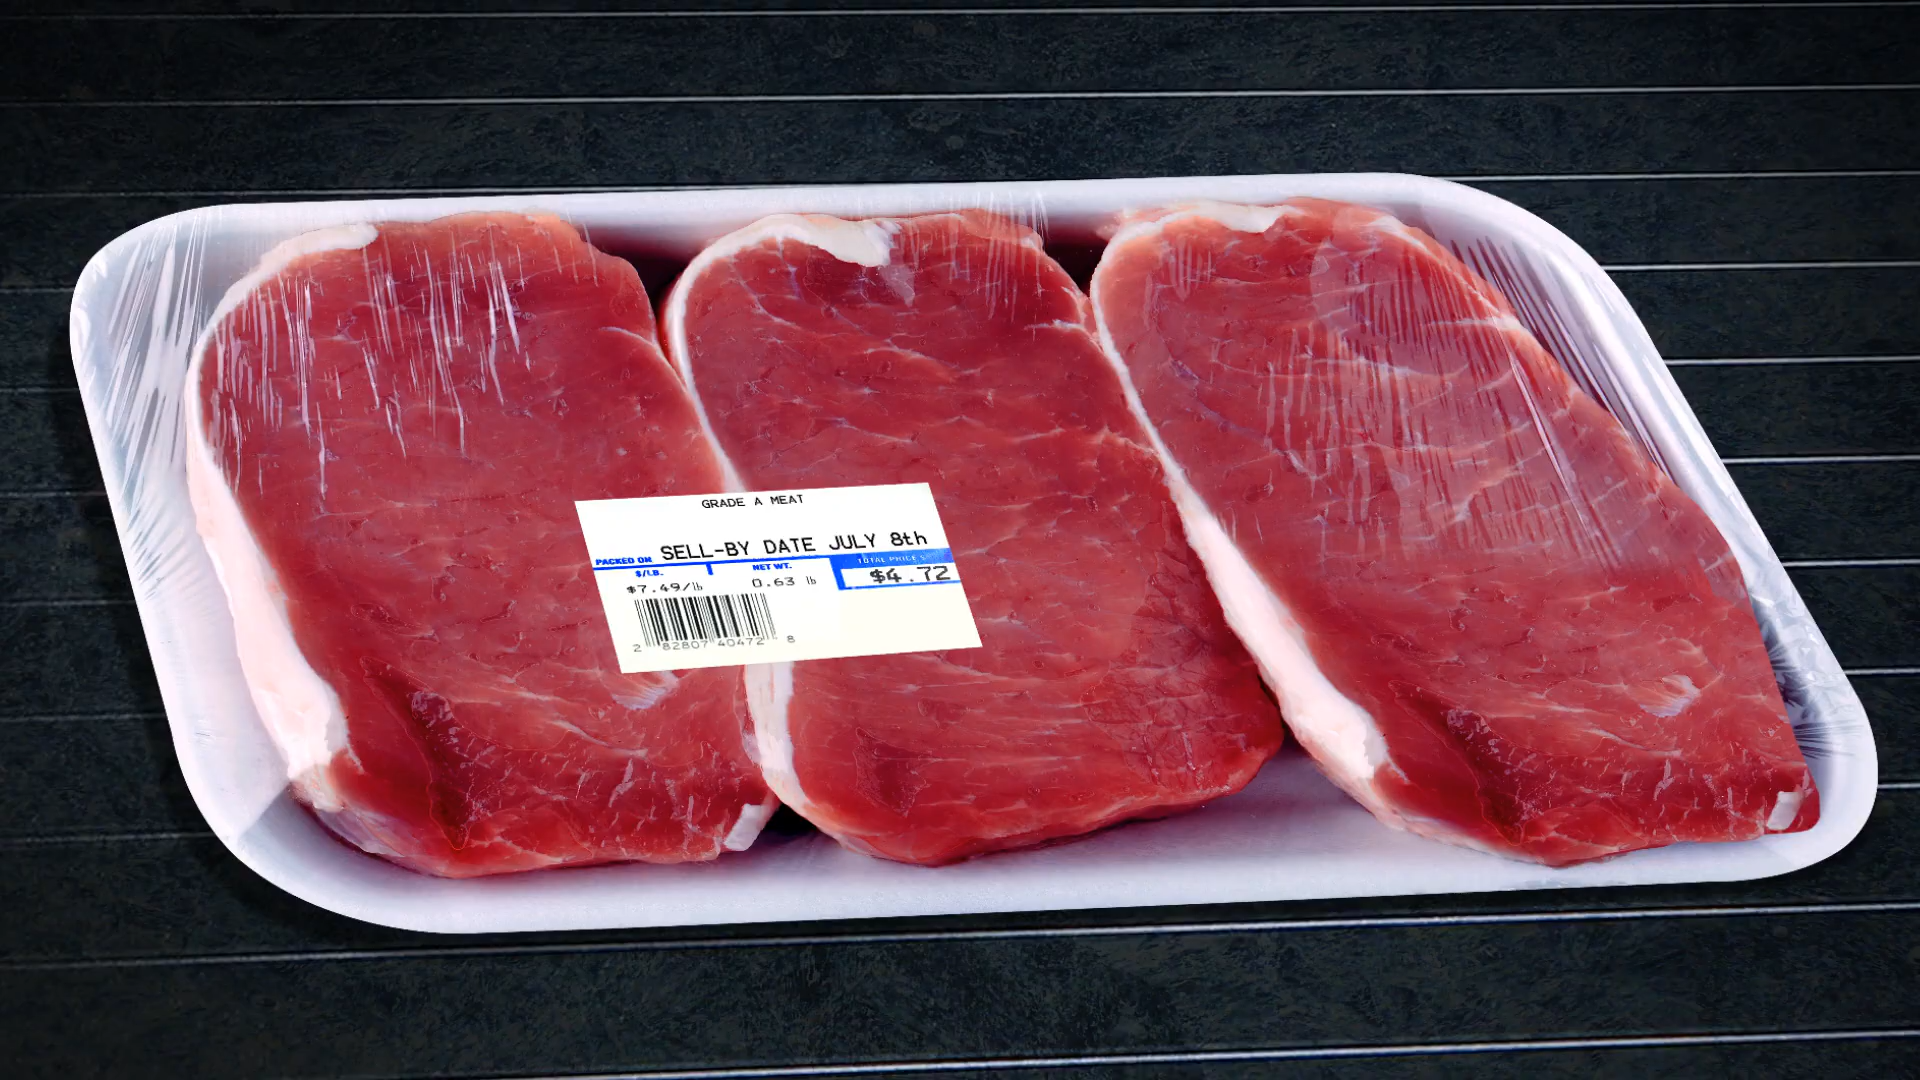 GRADE A MEAT
SELL-BY DATE JULY 8th
PACKED ON
$/LB. NET WT. TOTAL PRICE $
$7.49/lb 0.63 lb $4.72
2 82807 40472 8